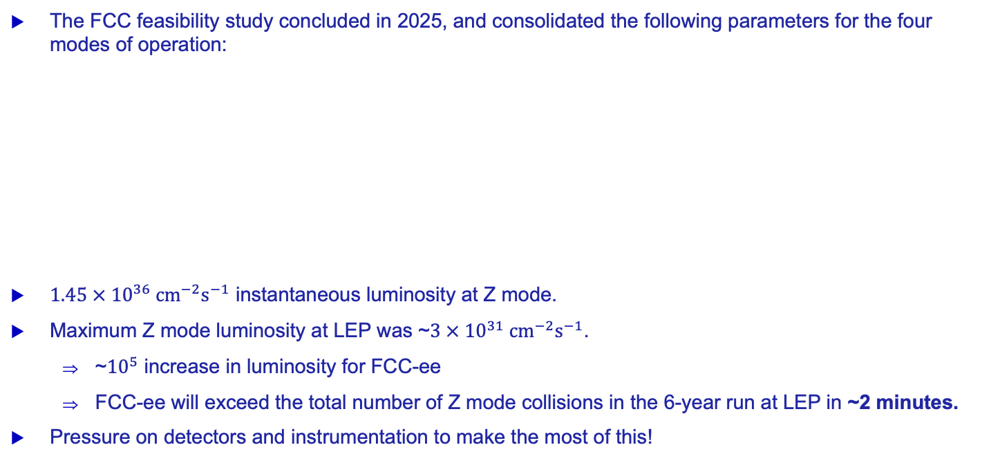 The FCC feasibility study concluded in 2025, and consolidated the following parameters for the four
modes of operation:
1.45 × 10³⁶ cm⁻²s⁻¹ instantaneous luminosity at Z mode.
Maximum Z mode luminosity at LEP was ~3 × 10³¹ cm⁻²s⁻¹.
⇒ ~10⁵ increase in luminosity for FCC-ee
⇒ FCC-ee will exceed the total number of Z mode collisions in the 6-year run at LEP in ~2 minutes.
Pressure on detectors and instrumentation to make the most of this!